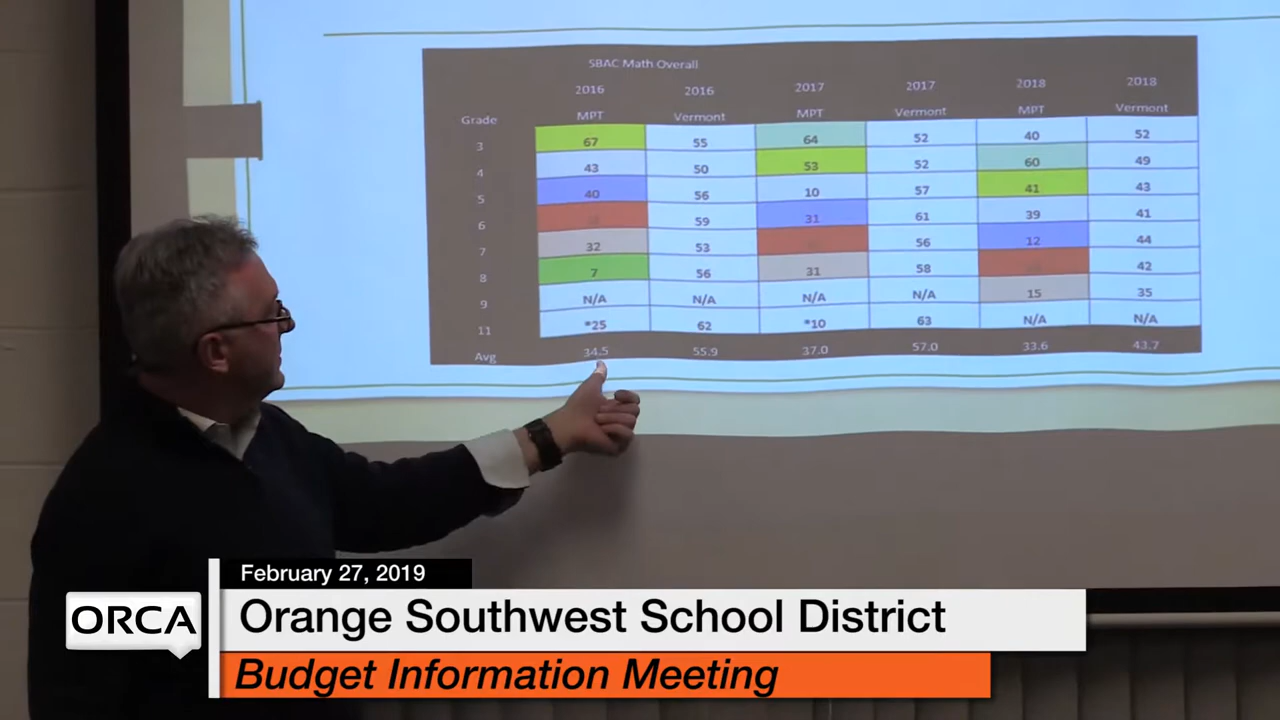 SBAC Math Overall
2016 2016 2017 2017 2018 2018
Grade MPT Vermont MPT Vermont MPT Vermont
3 67 55 64 52 40 52
4 43 50 53 52 60 49
5 40 56 10 57 41 43
6 59 31 61 39 41
7 32 53 56 12 44
8 7 56 31 58 42
9 N/A N/A N/A N/A 15 35
11 *25 62 *10 63 N/A N/A
Avg 34.5 55.9 37.0 57.0 33.6 43.7
February 27, 2019
ORCA
Orange Southwest School District
Budget Information Meeting